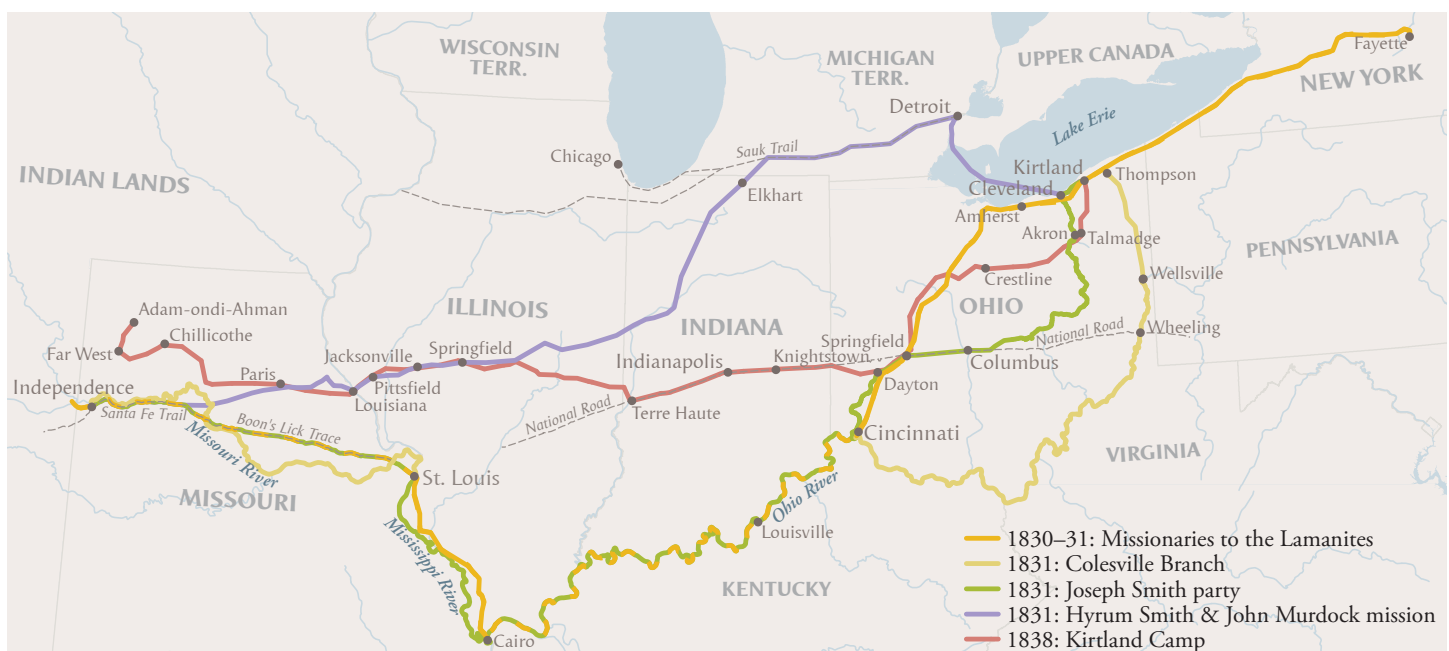 WISCONSIN
TERR.
MICHIGAN
TERR.
UPPER CANADA
Fayette
NEW YORK
Detroit
Lake Erie
Chicago
Sauk Trail
Elkhart
Kirtland
Cleveland
Thompson
Amherst
INDIAN LANDS
Akron
Talmadge
PENNSYLVANIA
Crestline
Wellsville
Adam-ondi-Ahman
Chillicothe
ILLINOIS
INDIANA
OHIO
Far West
Jacksonville
Springfield
Springfield
National Road
Wheeling
Indianapolis
Knightstown
Columbus
Paris
Pittsfield
Dayton
Independence
Louisiana
Santa Fe Trail
Terre Haute
National Road
Boon's Lick Trace
Missouri River
Cincinnati
VIRGINIA
St. Louis
MISSOURI
Ohio River
Louisville
Mississippi River
KENTUCKY
Cairo
1830–31: Missionaries to the Lamanites
1831: Colesville Branch
1831: Joseph Smith party
1831: Hyrum Smith & John Murdock mission
1838: Kirtland Camp